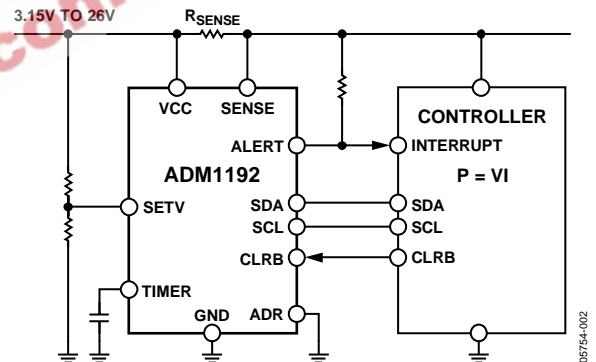 3.15V TO 26V
RSENSE
VCC SENSE
CONTROLLER
ALERT
INTERRUPT
ADM1192
P = VI
SETV
SDA
SDA
SCL
SCL
CLRB
CLRB
TIMER
GND
ADR
05754-002
com